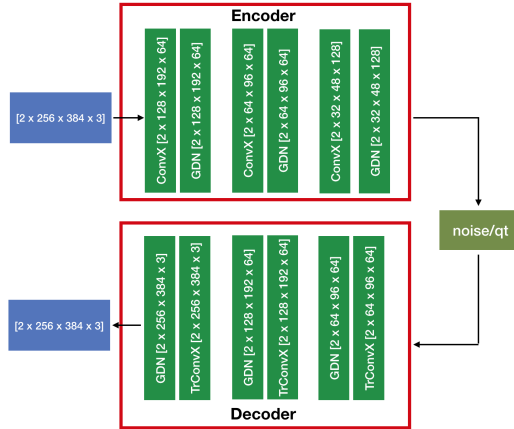 Encoder
[2 x 256 x 384 x 3]
ConvX [2 x 128 x 192 x 64]
GDN [2 x 128 x 192 x 64]
ConvX [2 x 64 x 96 x 64]
GDN [2 x 64 x 96 x 64]
ConvX [2 x 32 x 48 x 128]
GDN [2 x 32 x 48 x 128]
noise/qt
[2 x 256 x 384 x 3]
GDN [2 x 256 x 384 x 3]
TrConvX [2 x 256 x 384 x 3]
GDN [2 x 128 x 192 x 64]
TrConvX [2 x 128 x 192 x 64]
GDN [2 x 64 x 96 x 64]
TrConvX [2 x 64 x 96 x 64]
Decoder